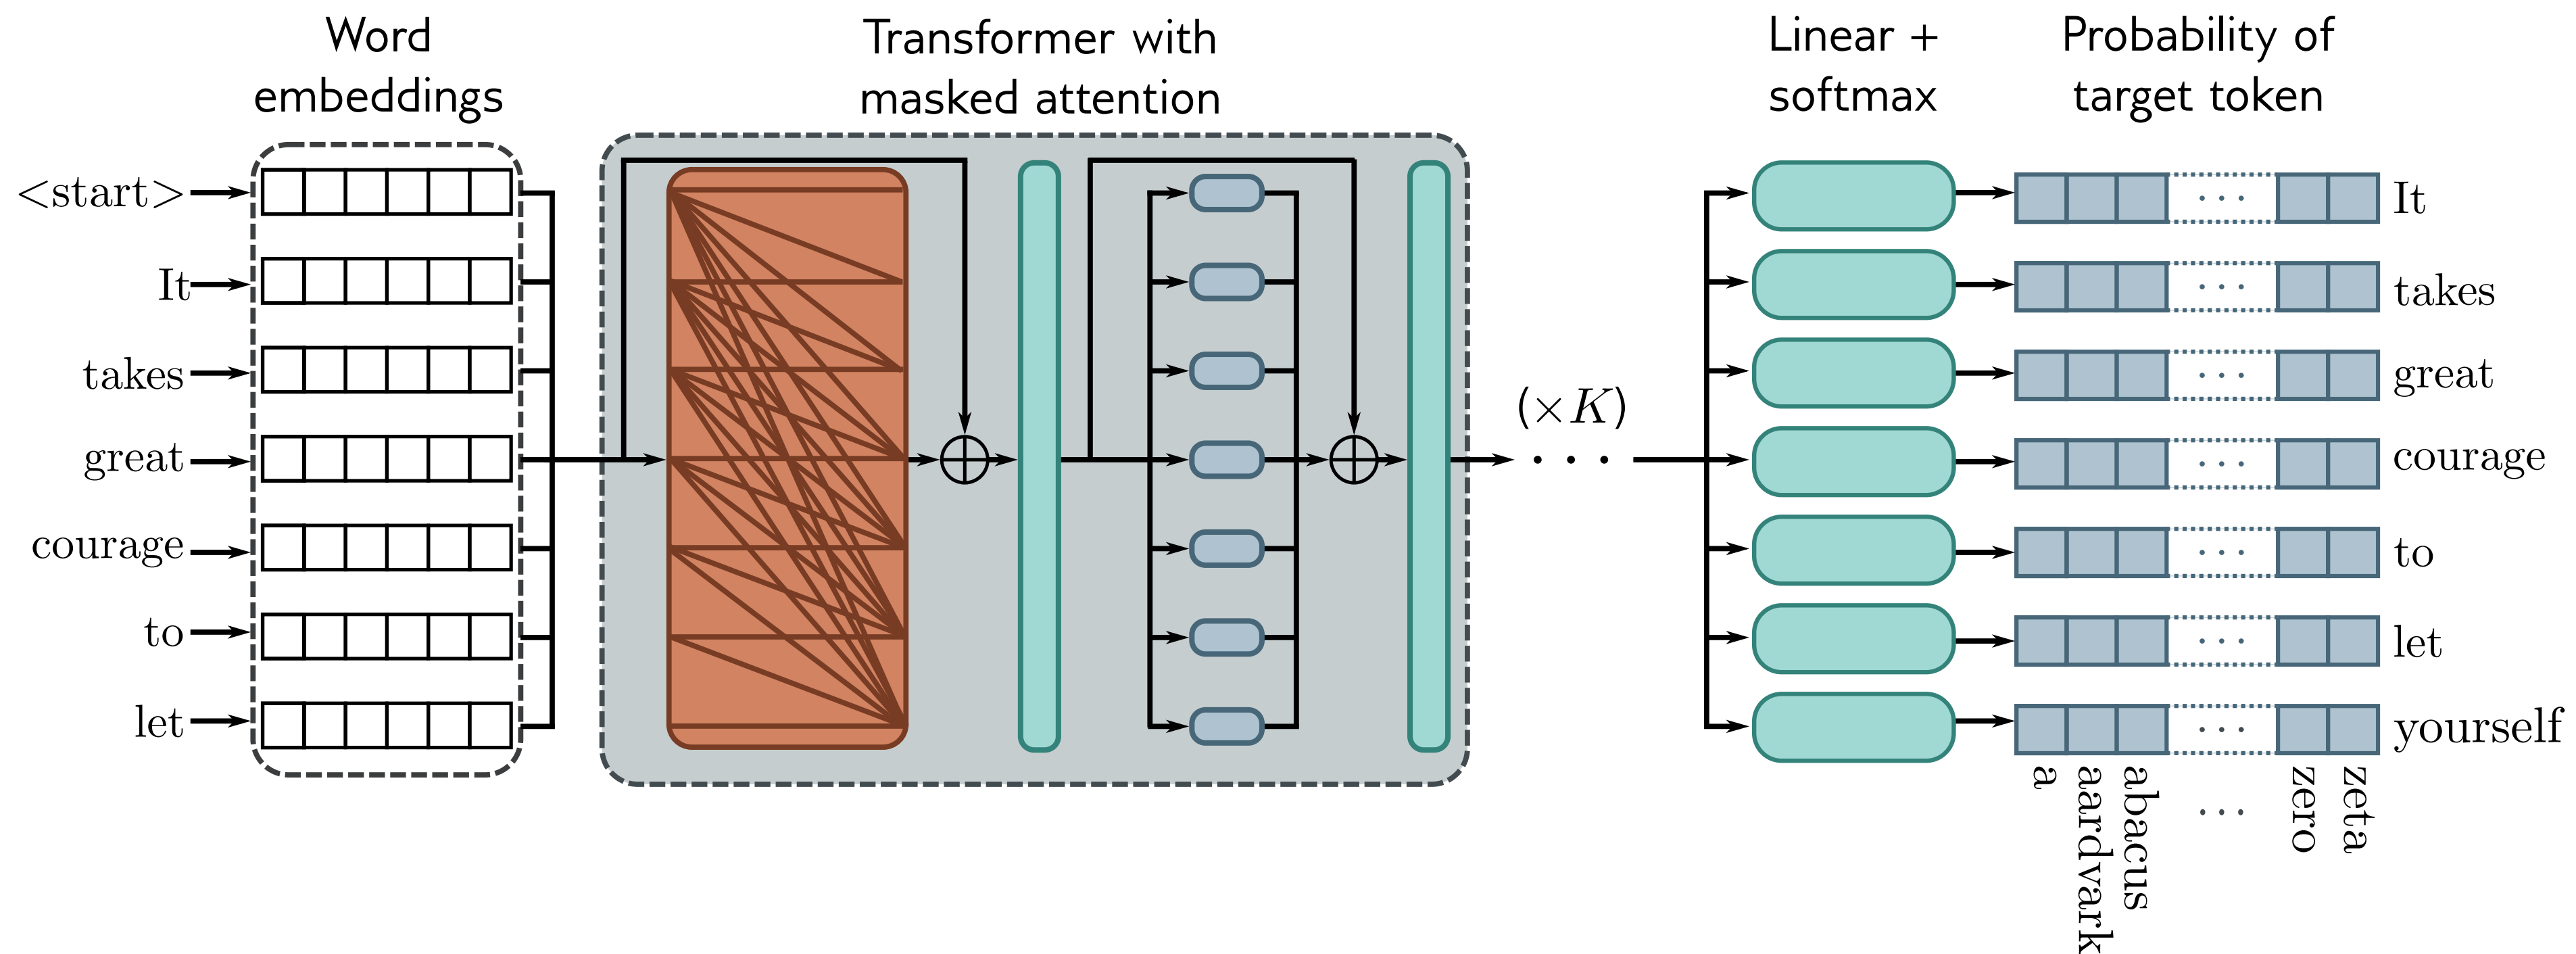 Word
embeddings
Transformer with
masked attention
Linear +
softmax
Probability of
target token
<start>
It
takes
great
courage
to
let
(×K)
· · ·
It
takes
great
courage
to
let
yourself
a
aardvark
abacus
· · ·
zero
zeta